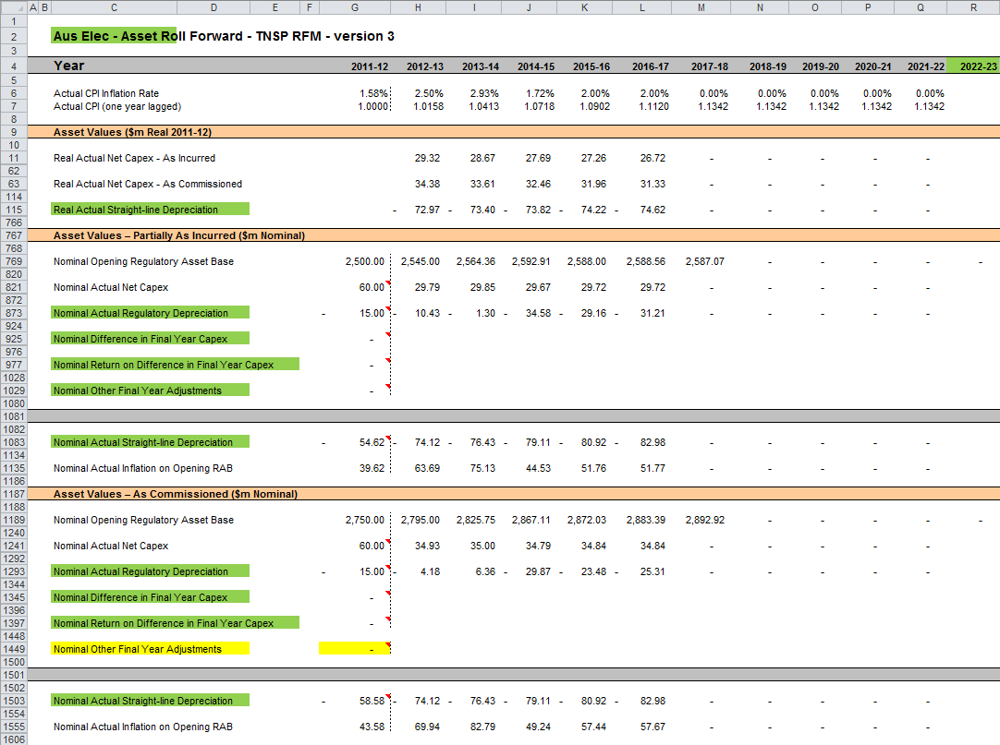 A B C D E F G H I J K L M N O P Q R
1
2 Aus Elec - Asset Roll Forward - TNSP RFM - version 3
3
4 Year 2011-12 2012-13 2013-14 2014-15 2015-16 2016-17 2017-18 2018-19 2019-20 2020-21 2021-22 2022-23
5
6 Actual CPI Inflation Rate 1.58% 2.50% 2.93% 1.72% 2.00% 2.00% 0.00% 0.00% 0.00% 0.00% 0.00%
7 Actual CPI (one year lagged) 1.0000 1.0158 1.0413 1.0718 1.0902 1.1120 1.1342 1.1342 1.1342 1.1342 1.1342
8
9 Asset Values ($m Real 2011-12)
10
11 Real Actual Net Capex - As Incurred 29.32 28.67 27.69 27.26 26.72 - - - - -
62
63 Real Actual Net Capex - As Commissioned 34.38 33.61 32.46 31.96 31.33 - - - - -
114
115 Real Actual Straight-line Depreciation - 72.97 - 73.40 - 73.82 - 74.22 - 74.62 - - - - -
766
767 Asset Values – Partially As Incurred ($m Nominal)
768
769 Nominal Opening Regulatory Asset Base 2,500.00 2,545.00 2,564.36 2,592.91 2,588.00 2,588.56 2,587.07 - - - - -
820
821 Nominal Actual Net Capex 60.00 29.79 29.85 29.67 29.72 29.72 - - - - -
872
873 Nominal Actual Regulatory Depreciation - 15.00 - 10.43 - 1.30 - 34.58 - 29.16 - 31.21 - - - - -
924
925 Nominal Difference in Final Year Capex -
976
977 Nominal Return on Difference in Final Year Capex -
1028
1029 Nominal Other Final Year Adjustments -
1080
1081
1082
1083 Nominal Actual Straight-line Depreciation - 54.62 - 74.12 - 76.43 - 79.11 - 80.92 - 82.98 - - - - -
1134
1135 Nominal Actual Inflation on Opening RAB 39.62 63.69 75.13 44.53 51.76 51.77 - - - - -
1186
1187 Asset Values – As Commissioned ($m Nominal)
1188
1189 Nominal Opening Regulatory Asset Base 2,750.00 2,795.00 2,825.75 2,867.11 2,872.03 2,883.39 2,892.92 - - - - -
1240
1241 Nominal Actual Net Capex 60.00 34.93 35.00 34.79 34.84 34.84 - - - - -
1292
1293 Nominal Actual Regulatory Depreciation - 15.00 - 4.18 6.36 - 29.87 - 23.48 - 25.31 - - - - -
1344
1345 Nominal Difference in Final Year Capex -
1396
1397 Nominal Return on Difference in Final Year Capex -
1448
1449 Nominal Other Final Year Adjustments -
1500
1501
1502
1503 Nominal Actual Straight-line Depreciation - 58.58 - 74.12 - 76.43 - 79.11 - 80.92 - 82.98 - - - - -
1554
1555 Nominal Actual Inflation on Opening RAB 43.58 69.94 82.79 49.24 57.44 57.67 - - - - -
1606